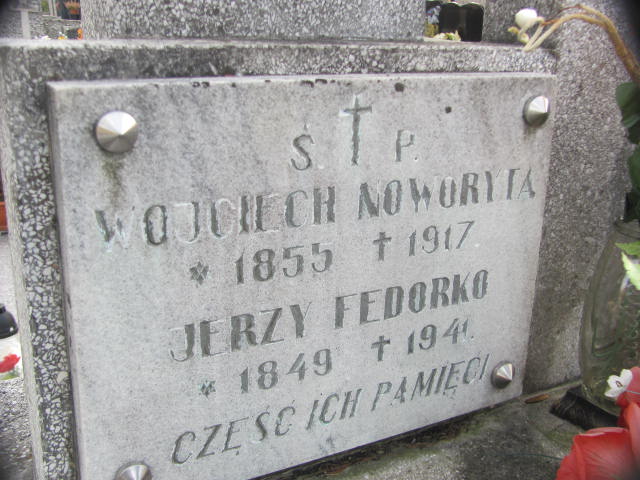 Ś. † P.
WOJCIECH NOWORYTA
* 1855 † 1917
JERZY FEDORKO
* 1849 † 1941.
CZEŚĆ ICH PAMIĘCI